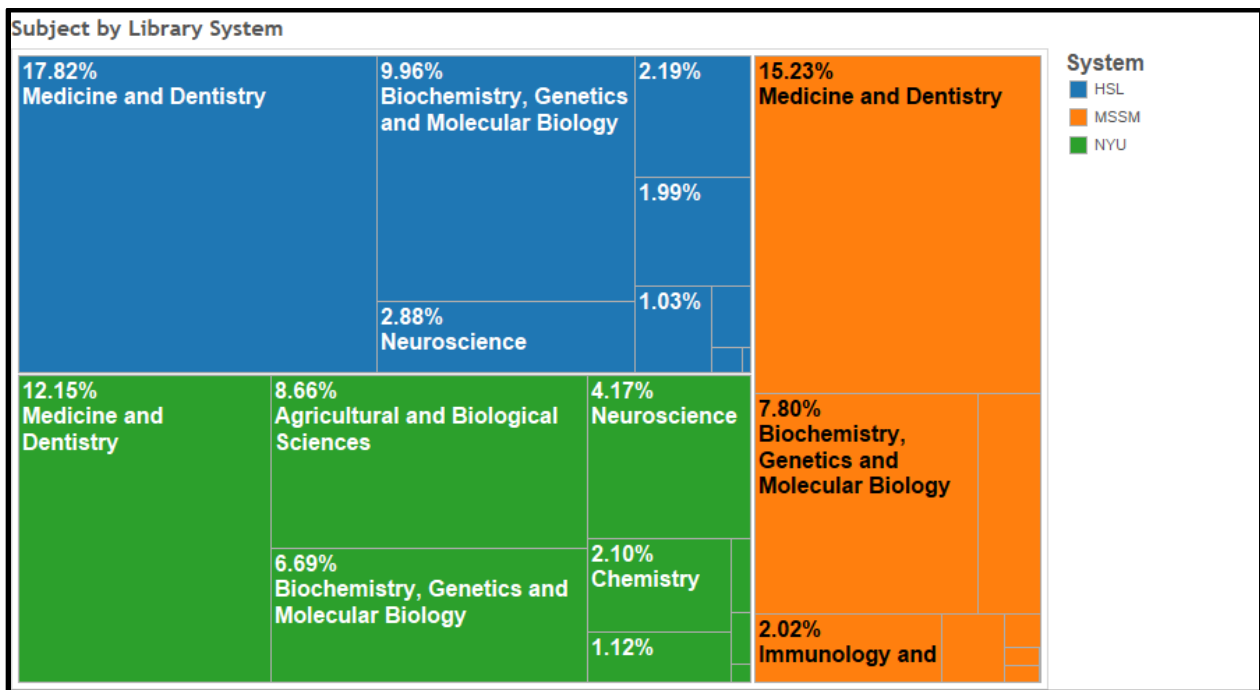 Subject by Library System
17.82%
Medicine and Dentistry
9.96%
Biochemistry, Genetics
and Molecular Biology
2.19%
1.99%
1.03%
2.88%
Neuroscience
15.23%
Medicine and Dentistry
7.80%
Biochemistry,
Genetics and
Molecular Biology
2.02%
Immunology and
12.15%
Medicine and
Dentistry
8.66%
Agricultural and Biological
Sciences
6.69%
Biochemistry, Genetics and
Molecular Biology
4.17%
Neuroscience
2.10%
Chemistry
1.12%
System
HSL
MSSM
NYU